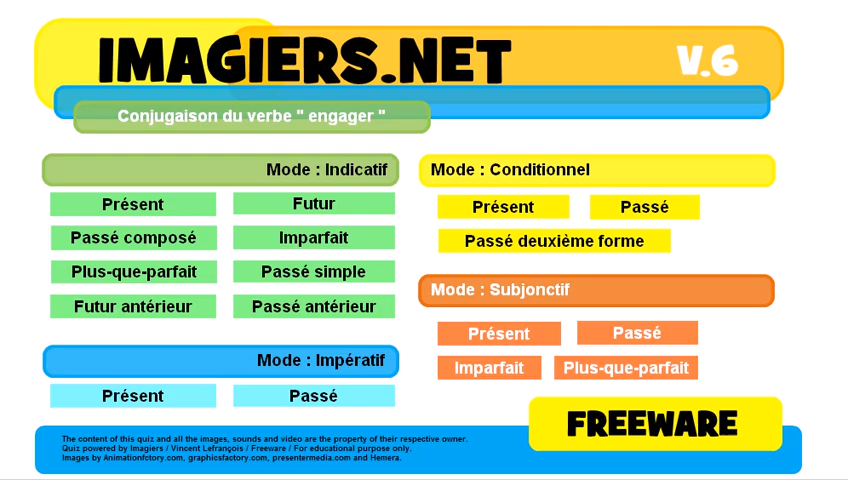 IMAGIERS.NET
V.6
Conjugaison du verbe " engager "
Mode : Indicatif
Présent
Futur
Passé composé
Imparfait
Plus-que-parfait
Passé simple
Futur antérieur
Passé antérieur
Mode : Impératif
Présent
Passé
Mode : Conditionnel
Présent
Passé
Passé deuxième forme
Mode : Subjonctif
Présent
Passé
Imparfait
Plus-que-parfait
FREEWARE
The content of this quiz and all the images, sounds and video are the property of their respective owner.
Quiz powered by Imagiers / Vincent Lefrançois / Freeware / For educational purpose only.
Images by Animationfctory.com, graphicsfactory.com, presentermedia.com and Hemera.